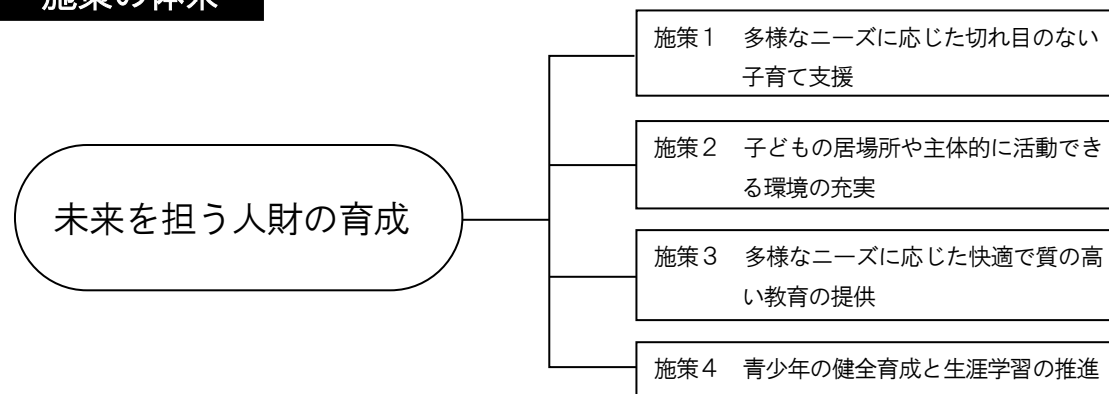 施策の体系
施策１　多様なニーズに応じた切れ目のない
子育て支援
施策２　子どもの居場所や主体的に活動でき
る環境の充実
未来を担う人財の育成
施策３　多様なニーズに応じた快適で質の高
い教育の提供
施策４　青少年の健全育成と生涯学習の推進